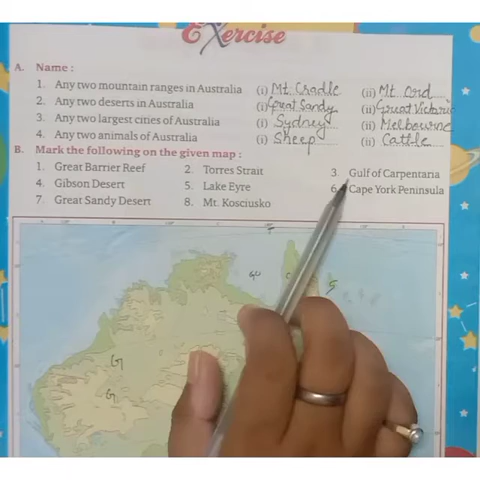 Exercise
A. Name :
1. Any two mountain ranges in Australia (i) Mt. Cradle (ii) Mt Ord
2. Any two deserts in Australia (i) Great Sandy (ii) Great Victoria
3. Any two largest cities of Australia (i) Sydney (ii) Melbourne
4. Any two animals of Australia (i) Sheep (ii) Cattle
B. Mark the following on the given map :
1. Great Barrier Reef 2. Torres Strait 3. Gulf of Carpentaria
4. Gibson Desert 5. Lake Eyre 6. Cape York Peninsula
7. Great Sandy Desert 8. Mt. Kosciusko